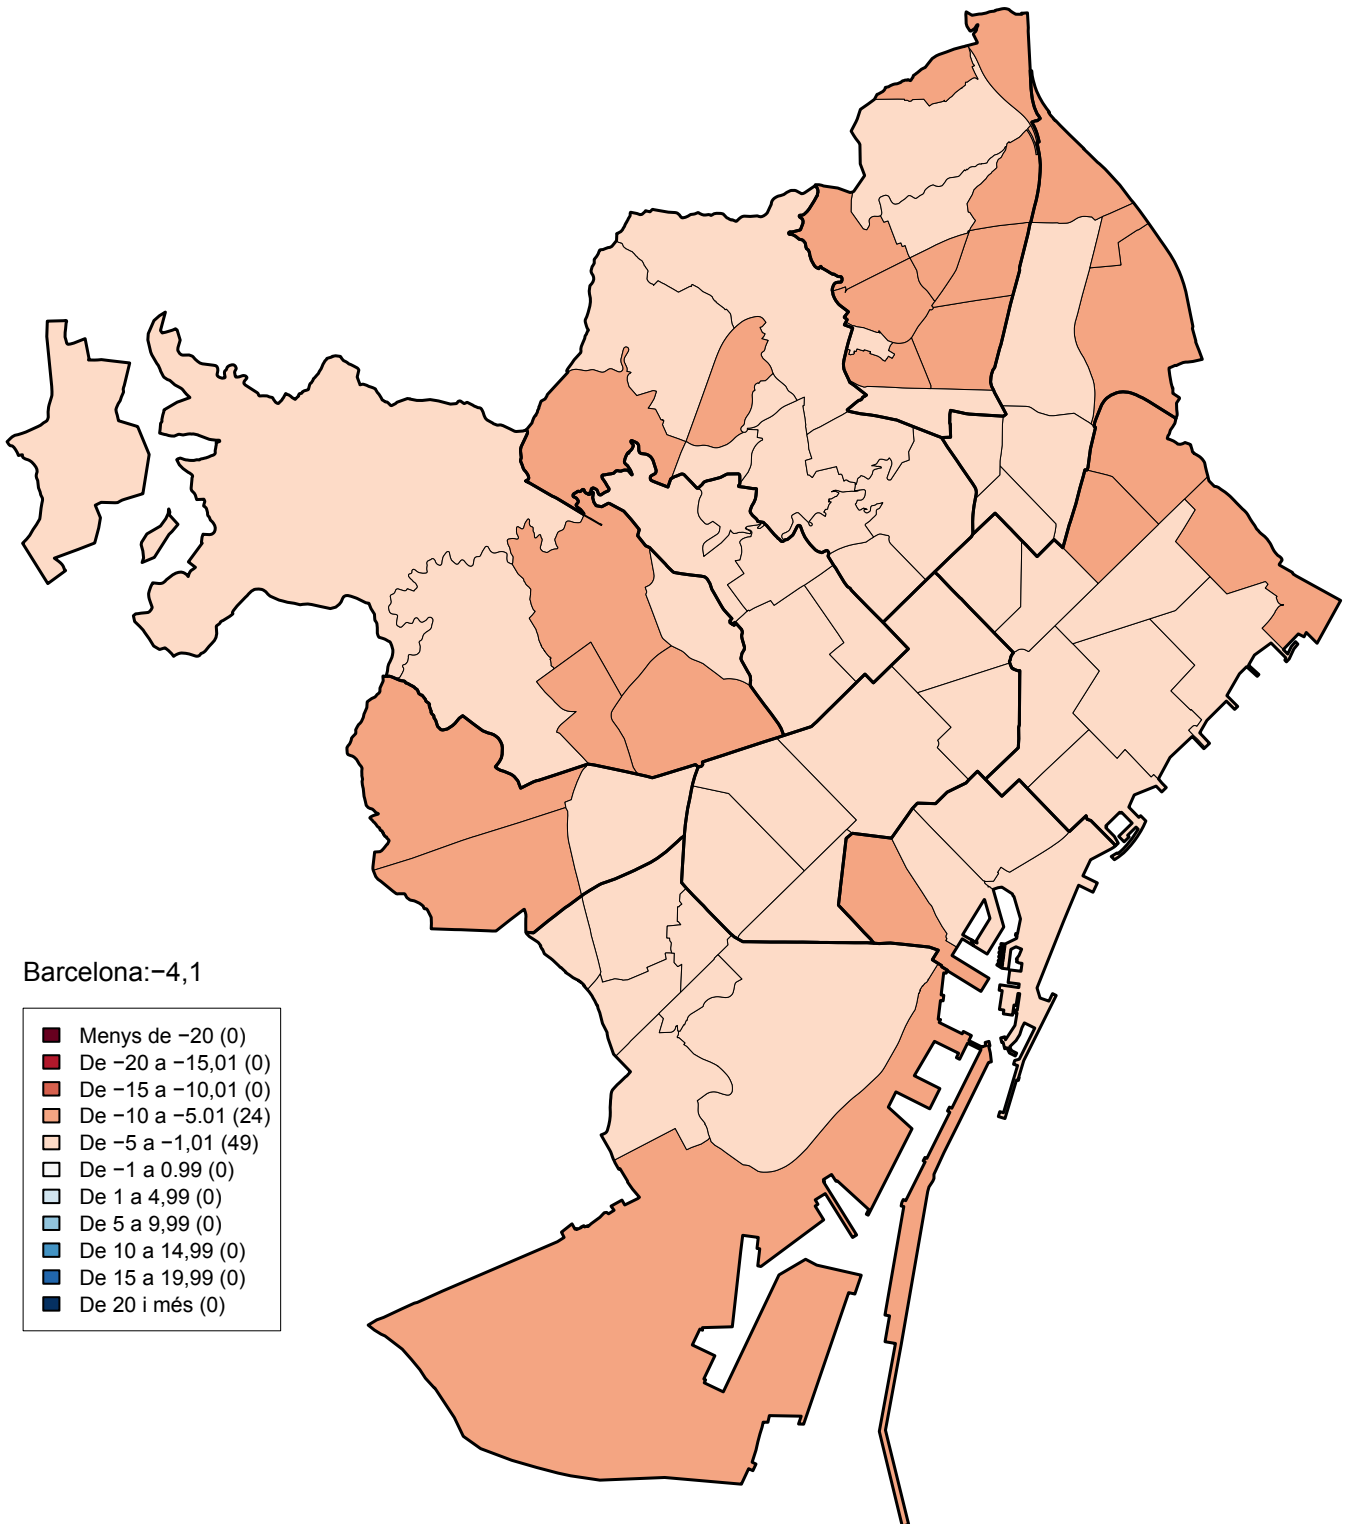 Barcelona:−4,1
Menys de −20 (0)
De −20 a −15,01 (0)
De −15 a −10,01 (0)
De −10 a −5.01 (24)
De −5 a −1,01 (49)
De −1 a 0.99 (0)
De 1 a 4,99 (0)
De 5 a 9,99 (0)
De 10 a 14,99 (0)
De 15 a 19,99 (0)
De 20 i més (0)